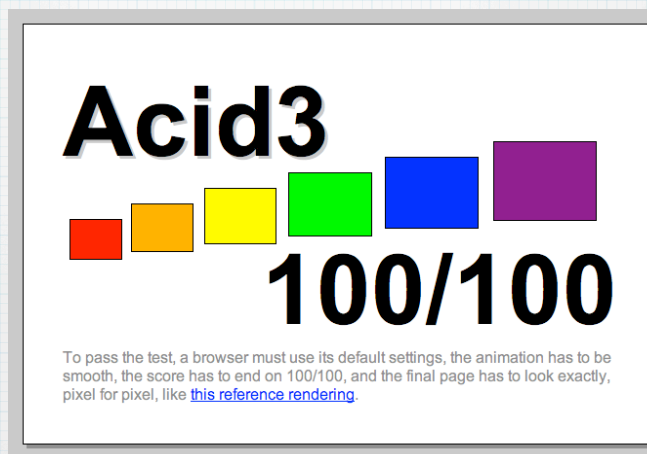 Acid3
100/100
To pass the test, a browser must use its default settings, the animation has to be
smooth, the score has to end on 100/100, and the final page has to look exactly,
pixel for pixel, like this reference rendering.